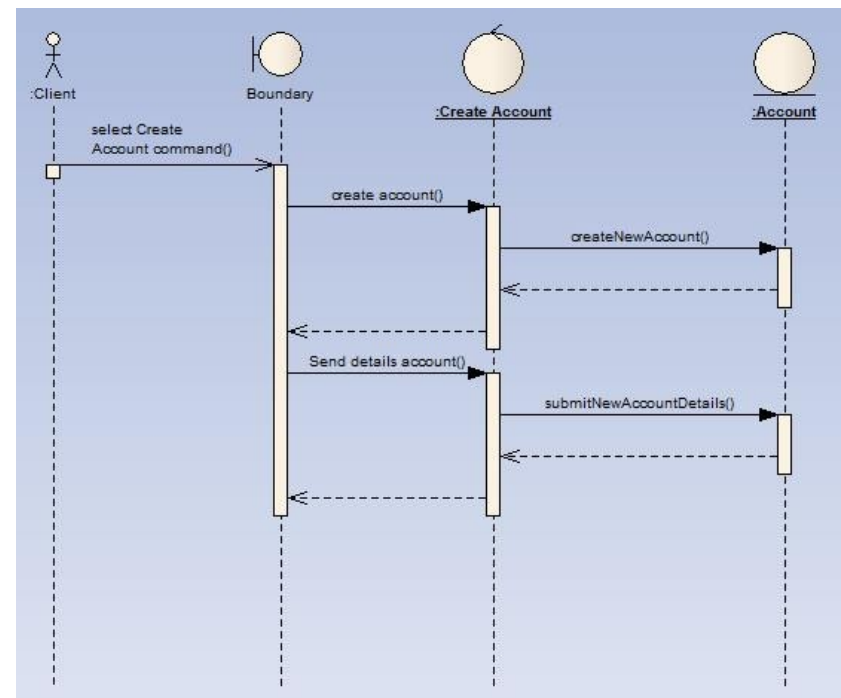 :Client
Boundary
:Create Account
:Account
select Create
Account command()
create account()
createNewAccount()
Send details account()
submitNewAccountDetails()